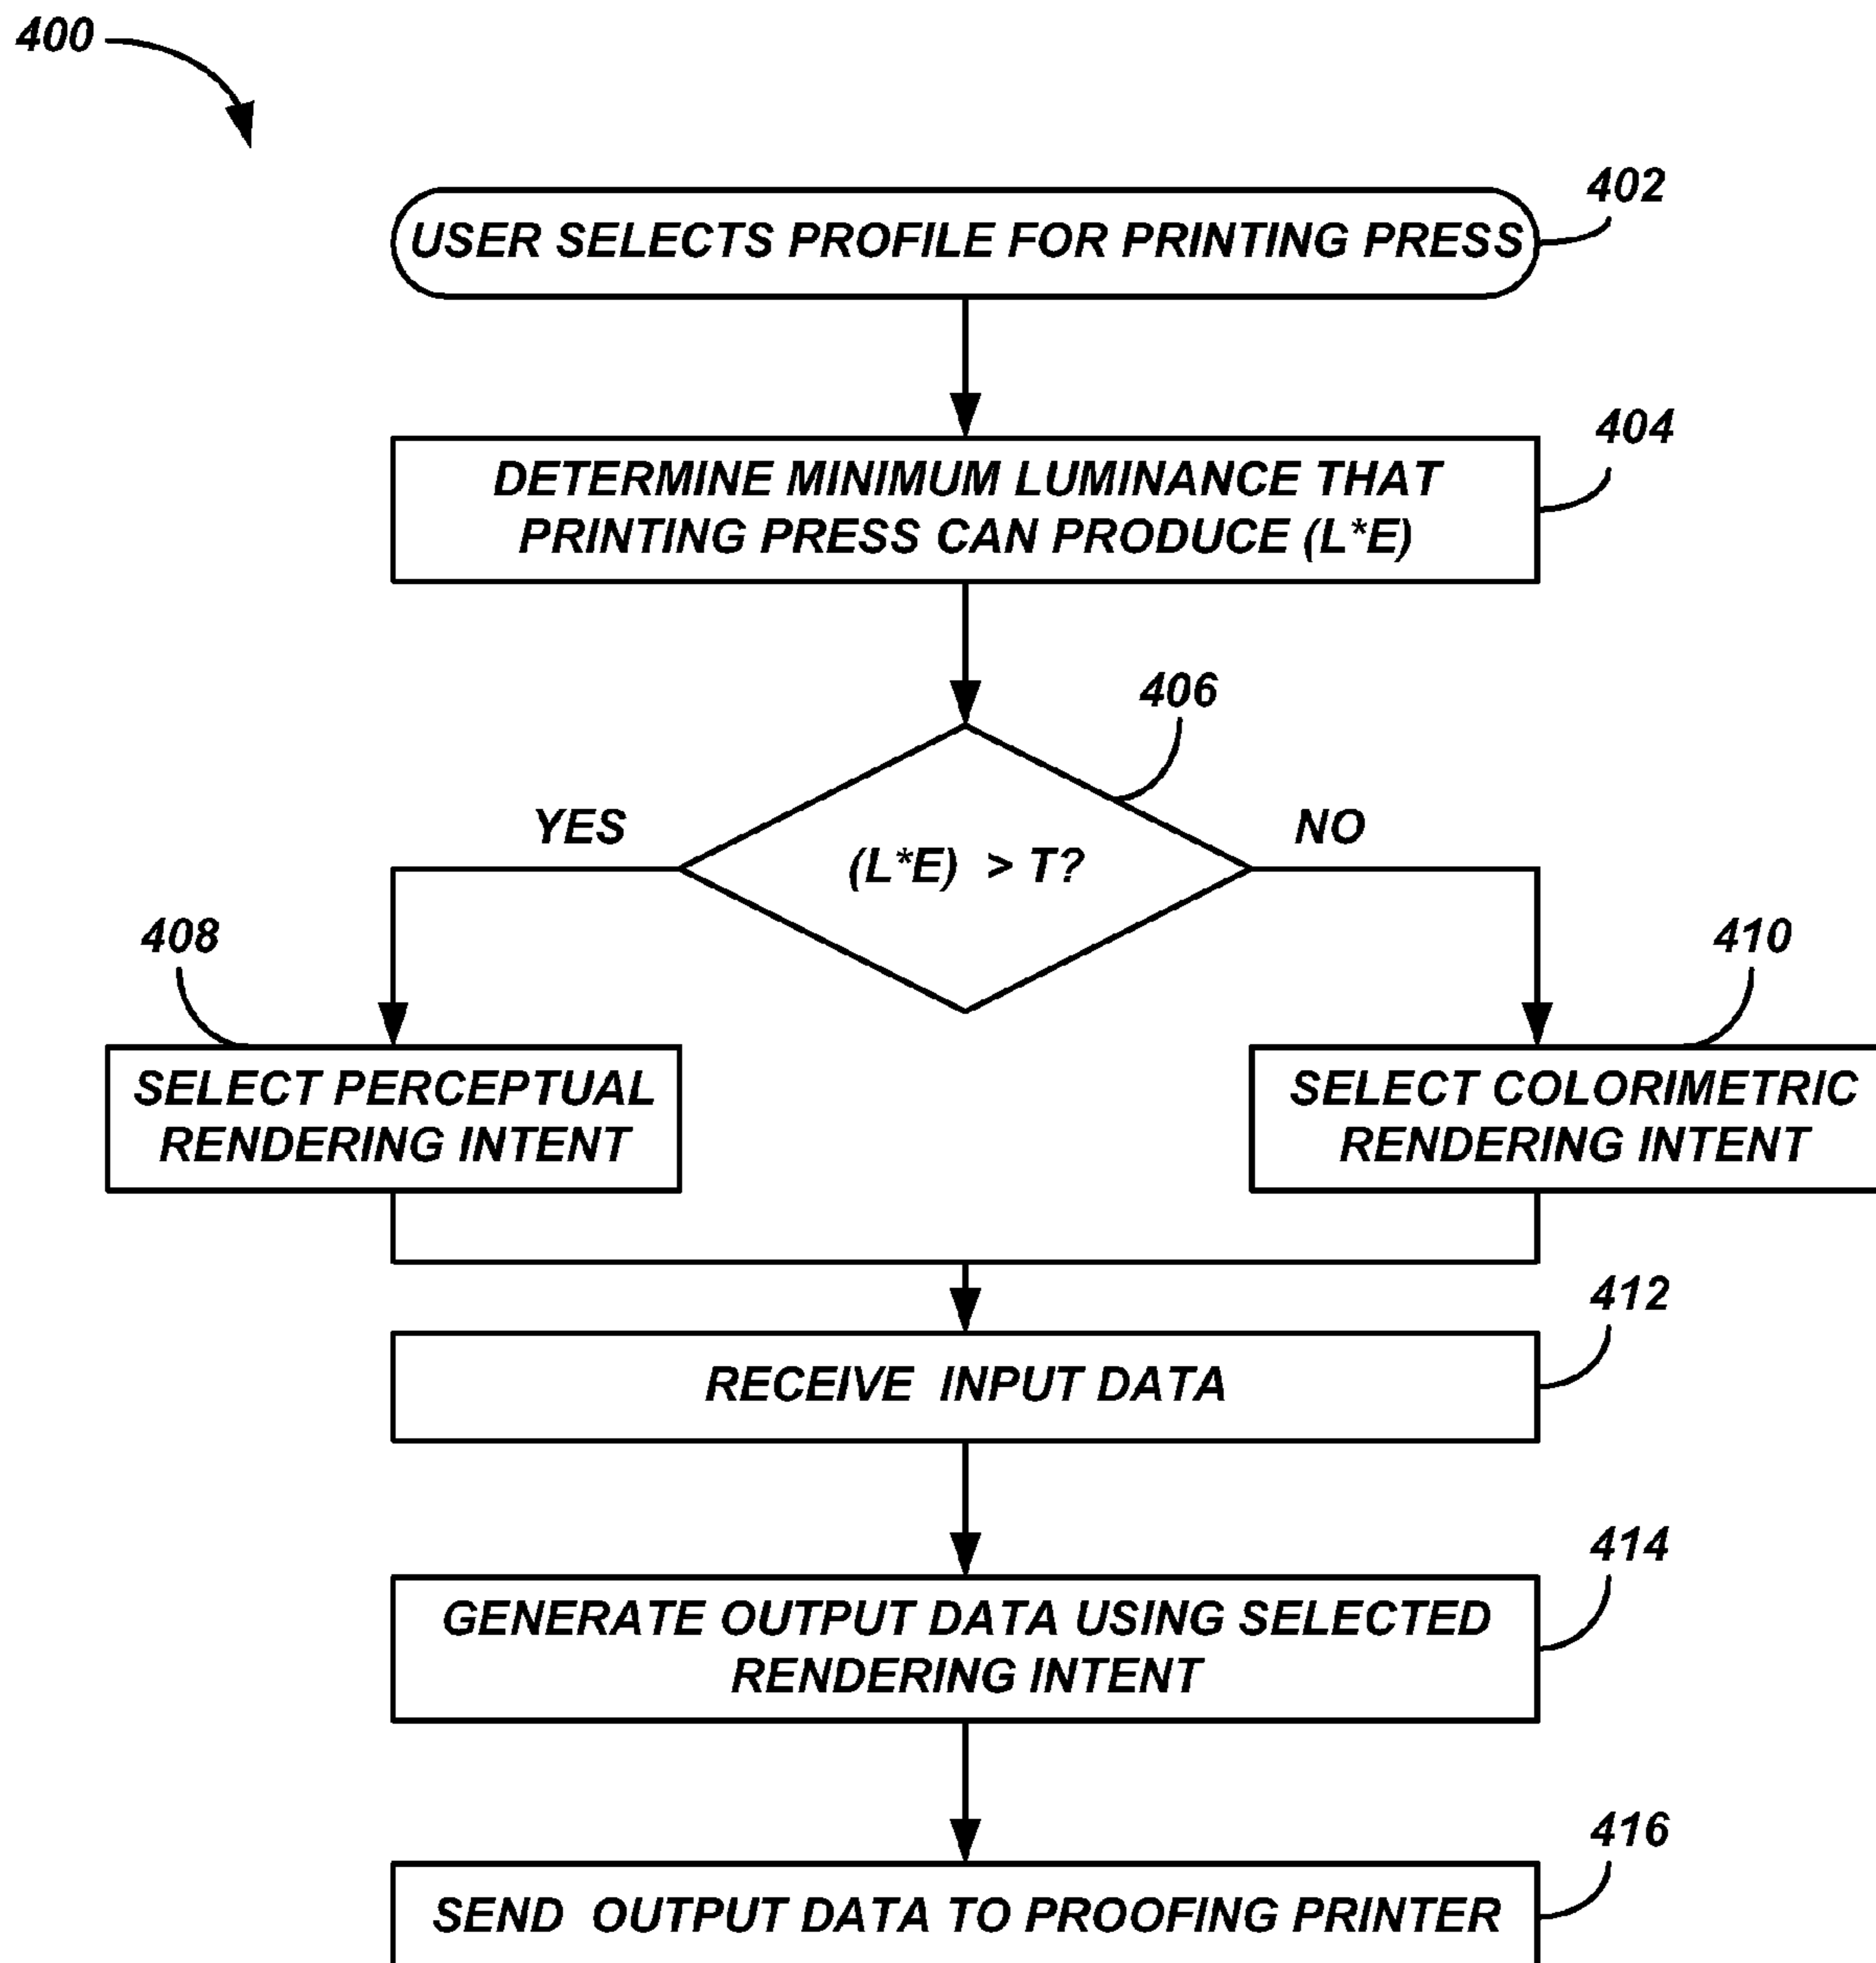 400
402
USER SELECTS PROFILE FOR PRINTING PRESS
404
DETERMINE MINIMUM LUMINANCE THAT
PRINTING PRESS CAN PRODUCE (L*E)
406
YES
NO
(L*E) > T?
408
410
SELECT PERCEPTUAL
RENDERING INTENT
SELECT COLORIMETRIC
RENDERING INTENT
412
RECEIVE INPUT DATA
414
GENERATE OUTPUT DATA USING SELECTED
RENDERING INTENT
416
SEND OUTPUT DATA TO PROOFING PRINTER